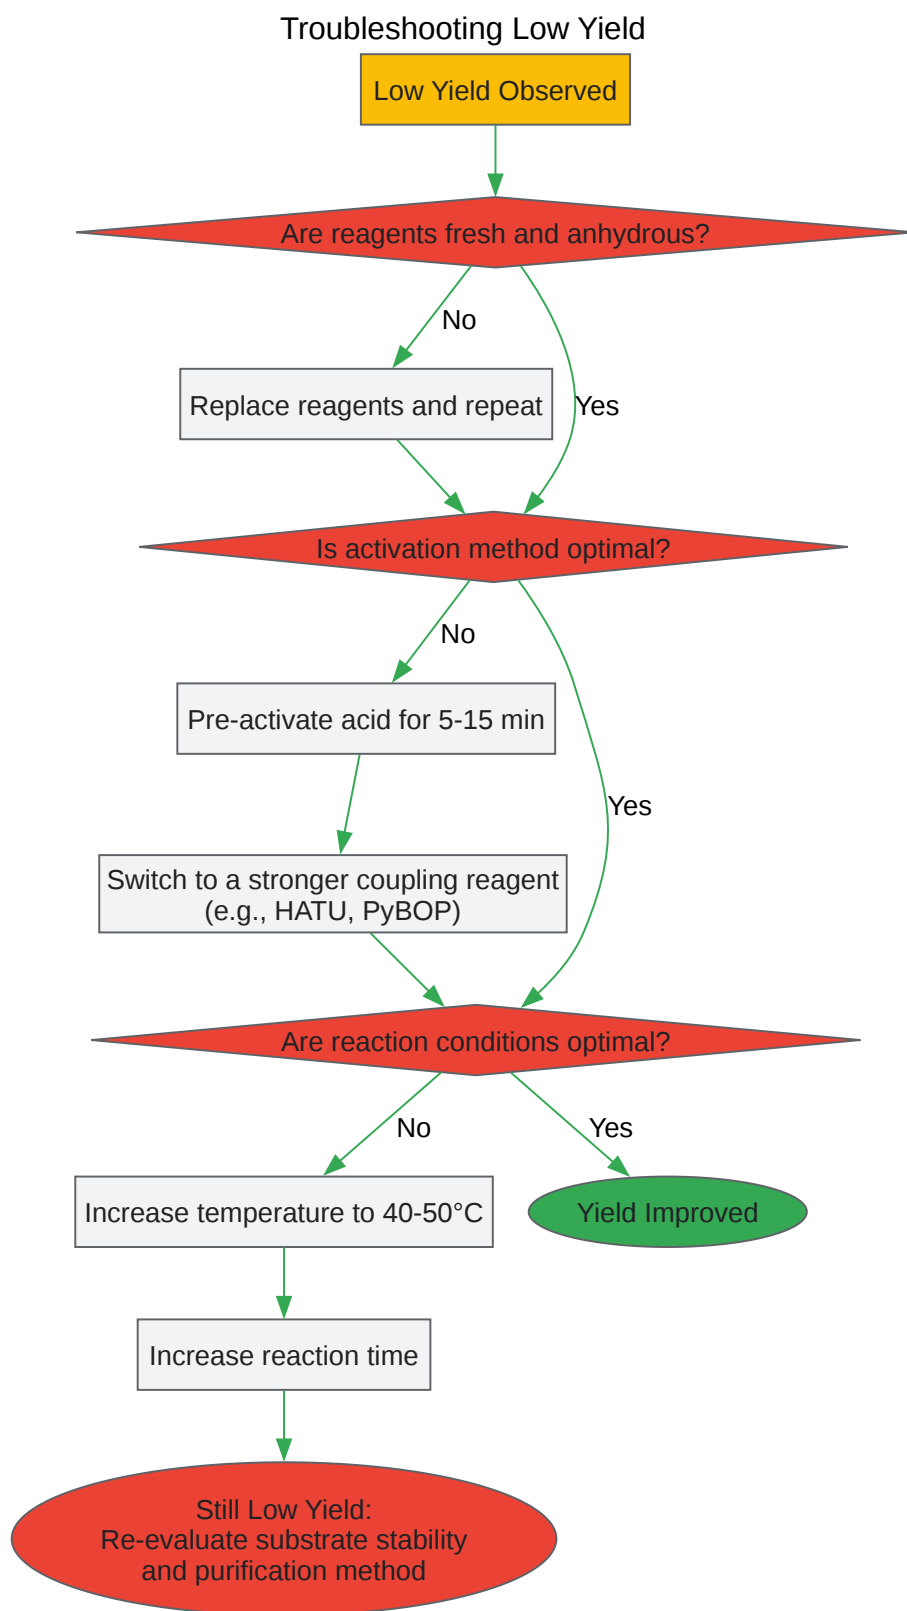 Troubleshooting Low Yield
Low Yield Observed
Are reagents fresh and anhydrous?
No
Replace reagents and repeat
Yes
Is activation method optimal?
No
Pre-activate acid for 5-15 min
Yes
Switch to a stronger coupling reagent
(e.g., HATU, PyBOP)
Are reaction conditions optimal?
No
Yes
Increase temperature to 40-50°C
Yield Improved
Increase reaction time
Still Low Yield:
Re-evaluate substrate stability
and purification method